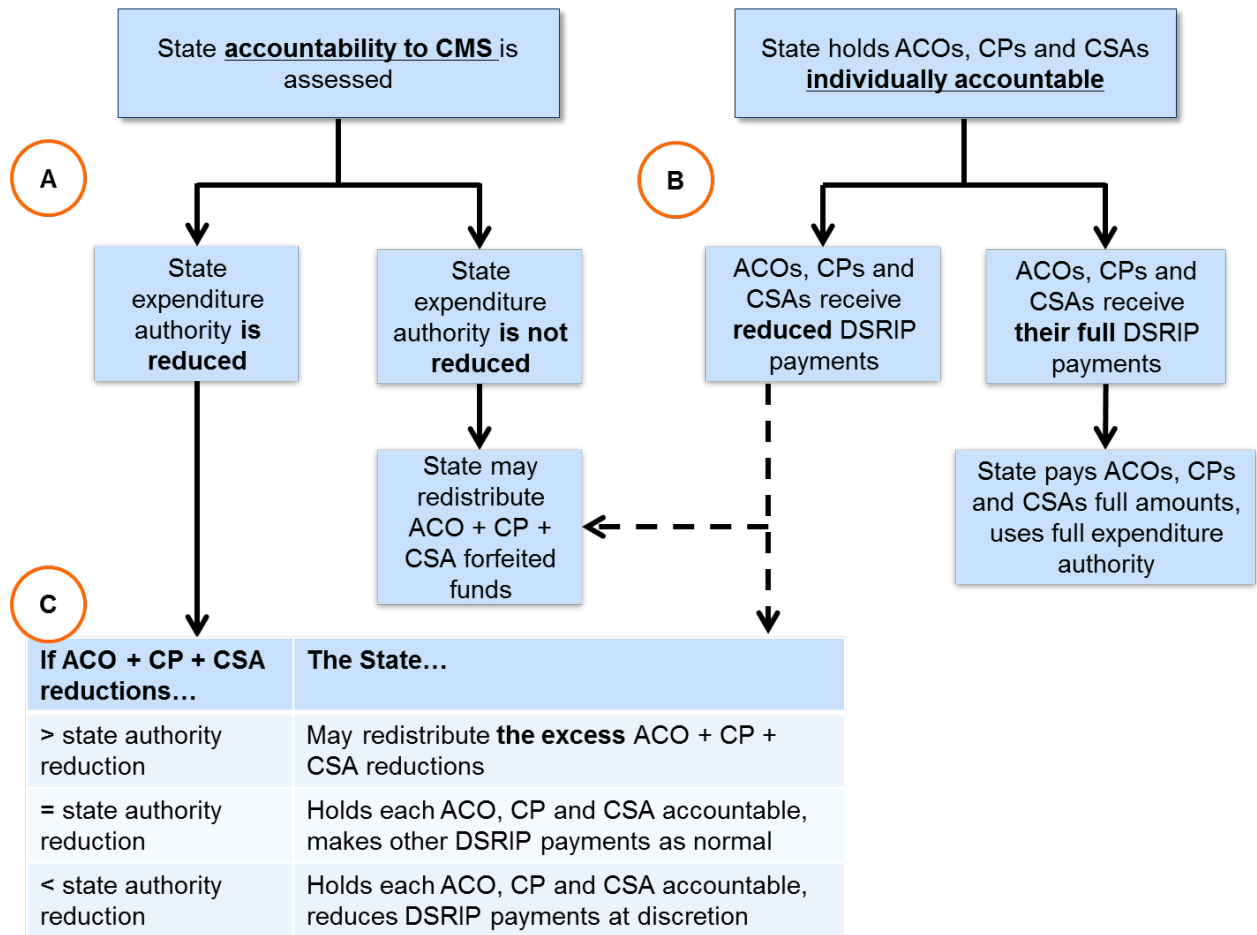 State accountability to CMS is
assessed
State holds ACOs, CPs and CSAs
individually accountable
A
B
State
expenditure
authority is
reduced
State
expenditure
authority is not
reduced
ACOs, CPs and
CSAs receive
reduced DSRIP
payments
ACOs, CPs and
CSAs receive
their full DSRIP
payments
State may
redistribute
ACO + CP +
CSA forfeited
funds
State pays ACOs, CPs
and CSAs full amounts,
uses full expenditure
authority
C
If ACO + CP + CSA
reductions…
The State…
> state authority
reduction
May redistribute the excess ACO + CP +
CSA reductions
= state authority
reduction
Holds each ACO, CP and CSA accountable,
makes other DSRIP payments as normal
< state authority
reduction
Holds each ACO, CP and CSA accountable,
reduces DSRIP payments at discretion